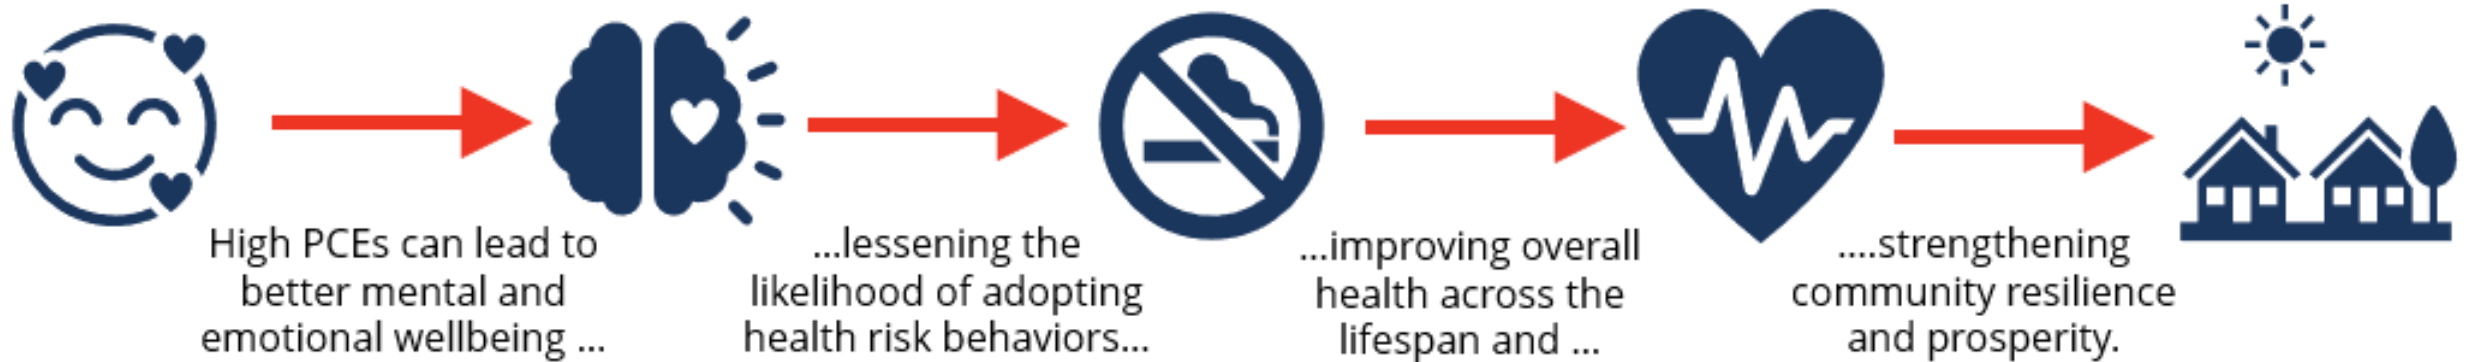 High PCEs can lead to
better mental and
emotional wellbeing ...
...lessening the
likelihood of adopting
health risk behaviors...
...improving overall
health across the
lifespan and ...
....strengthening
community resilience
and prosperity.